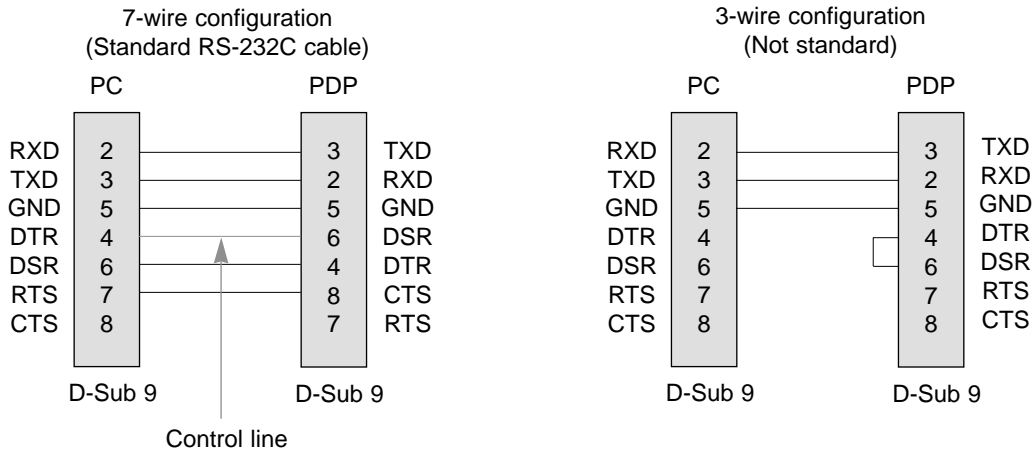 7-wire configuration
(Standard RS-232C cable)
PC PDP
RXD 2 3 TXD
TXD 3 2 RXD
GND 5 5 GND
DTR 4 6 DSR
DSR 6 4 DTR
RTS 7 8 CTS
CTS 8 7 RTS
D-Sub 9 D-Sub 9
Control line
3-wire configuration
(Not standard)
PC PDP
RXD 2 3 TXD
TXD 3 2 RXD
GND 5 5 GND
DTR 4 4 DTR
DSR 6 6 DSR
RTS 7 7 RTS
CTS 8 8 CTS
D-Sub 9 D-Sub 9